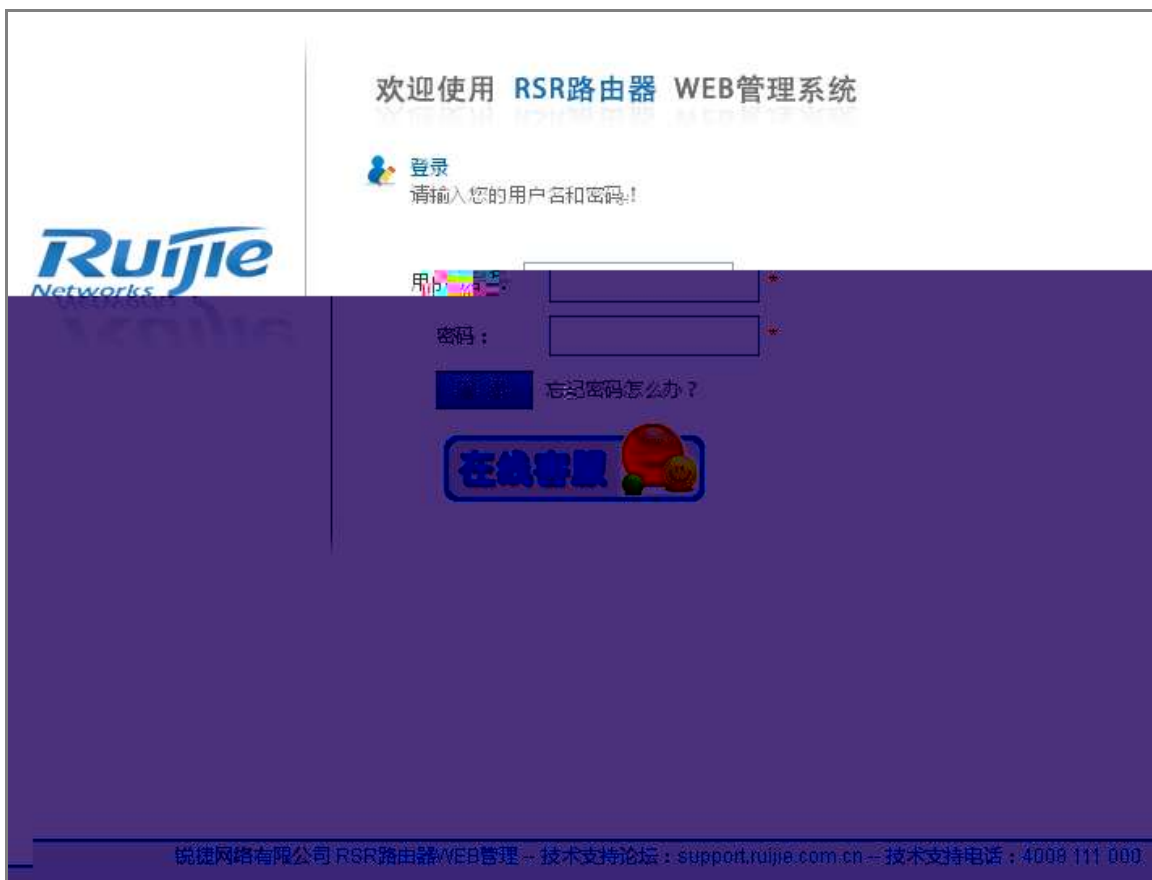 欢迎使用 RSR路由器 WEB管理系统
登录
请输入您的用户名和密码!
Ruijie
Networks
用户
*
密码：
*
忘记密码怎么办？
在线客服
锐捷网络有限公司 RSR路由器WEB管理 -- 技术支持论坛：support.ruijie.com.cn -- 技术支持电话：4008 111 000